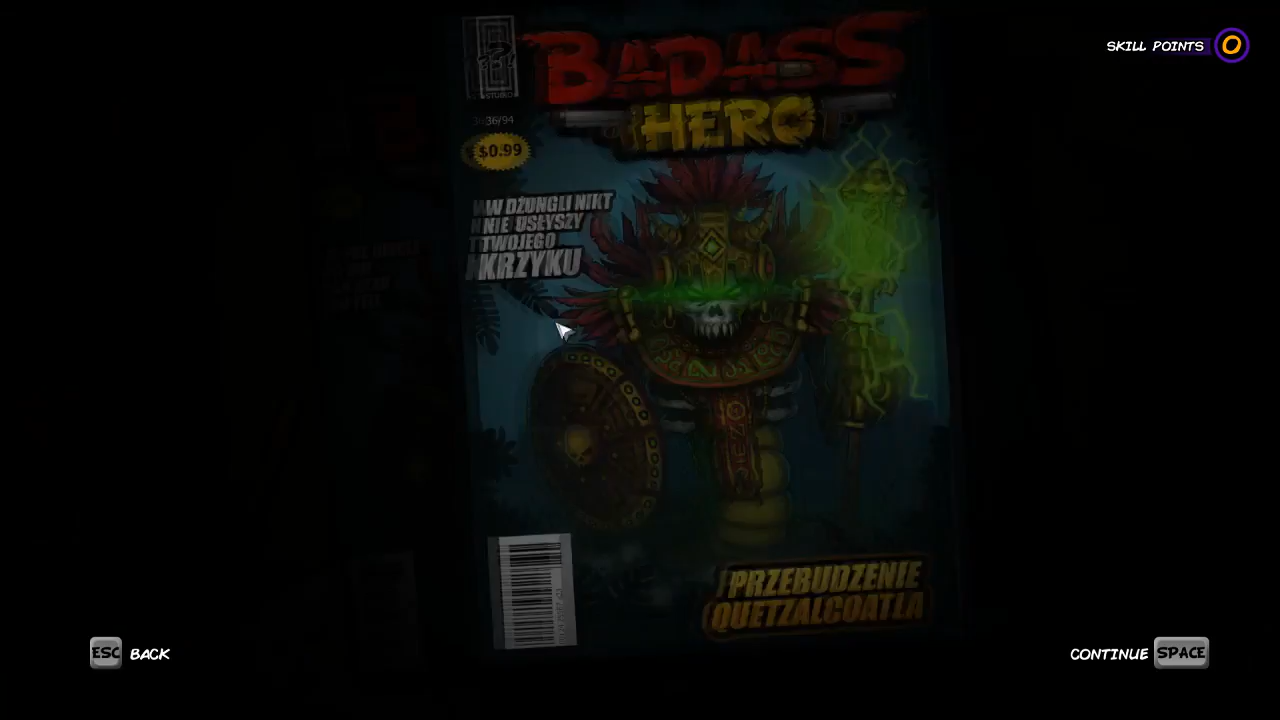 BADASS
HERO
STUDIO
36/94
$0.99
W DŻUNGLI NIKT
NIE USŁYSZY
TWOJEGO
KRZYKU
PRZEBUDZENIE
QUETZALCOATLA
SKILL POINTS 0
ESC BACK
CONTINUE SPACE